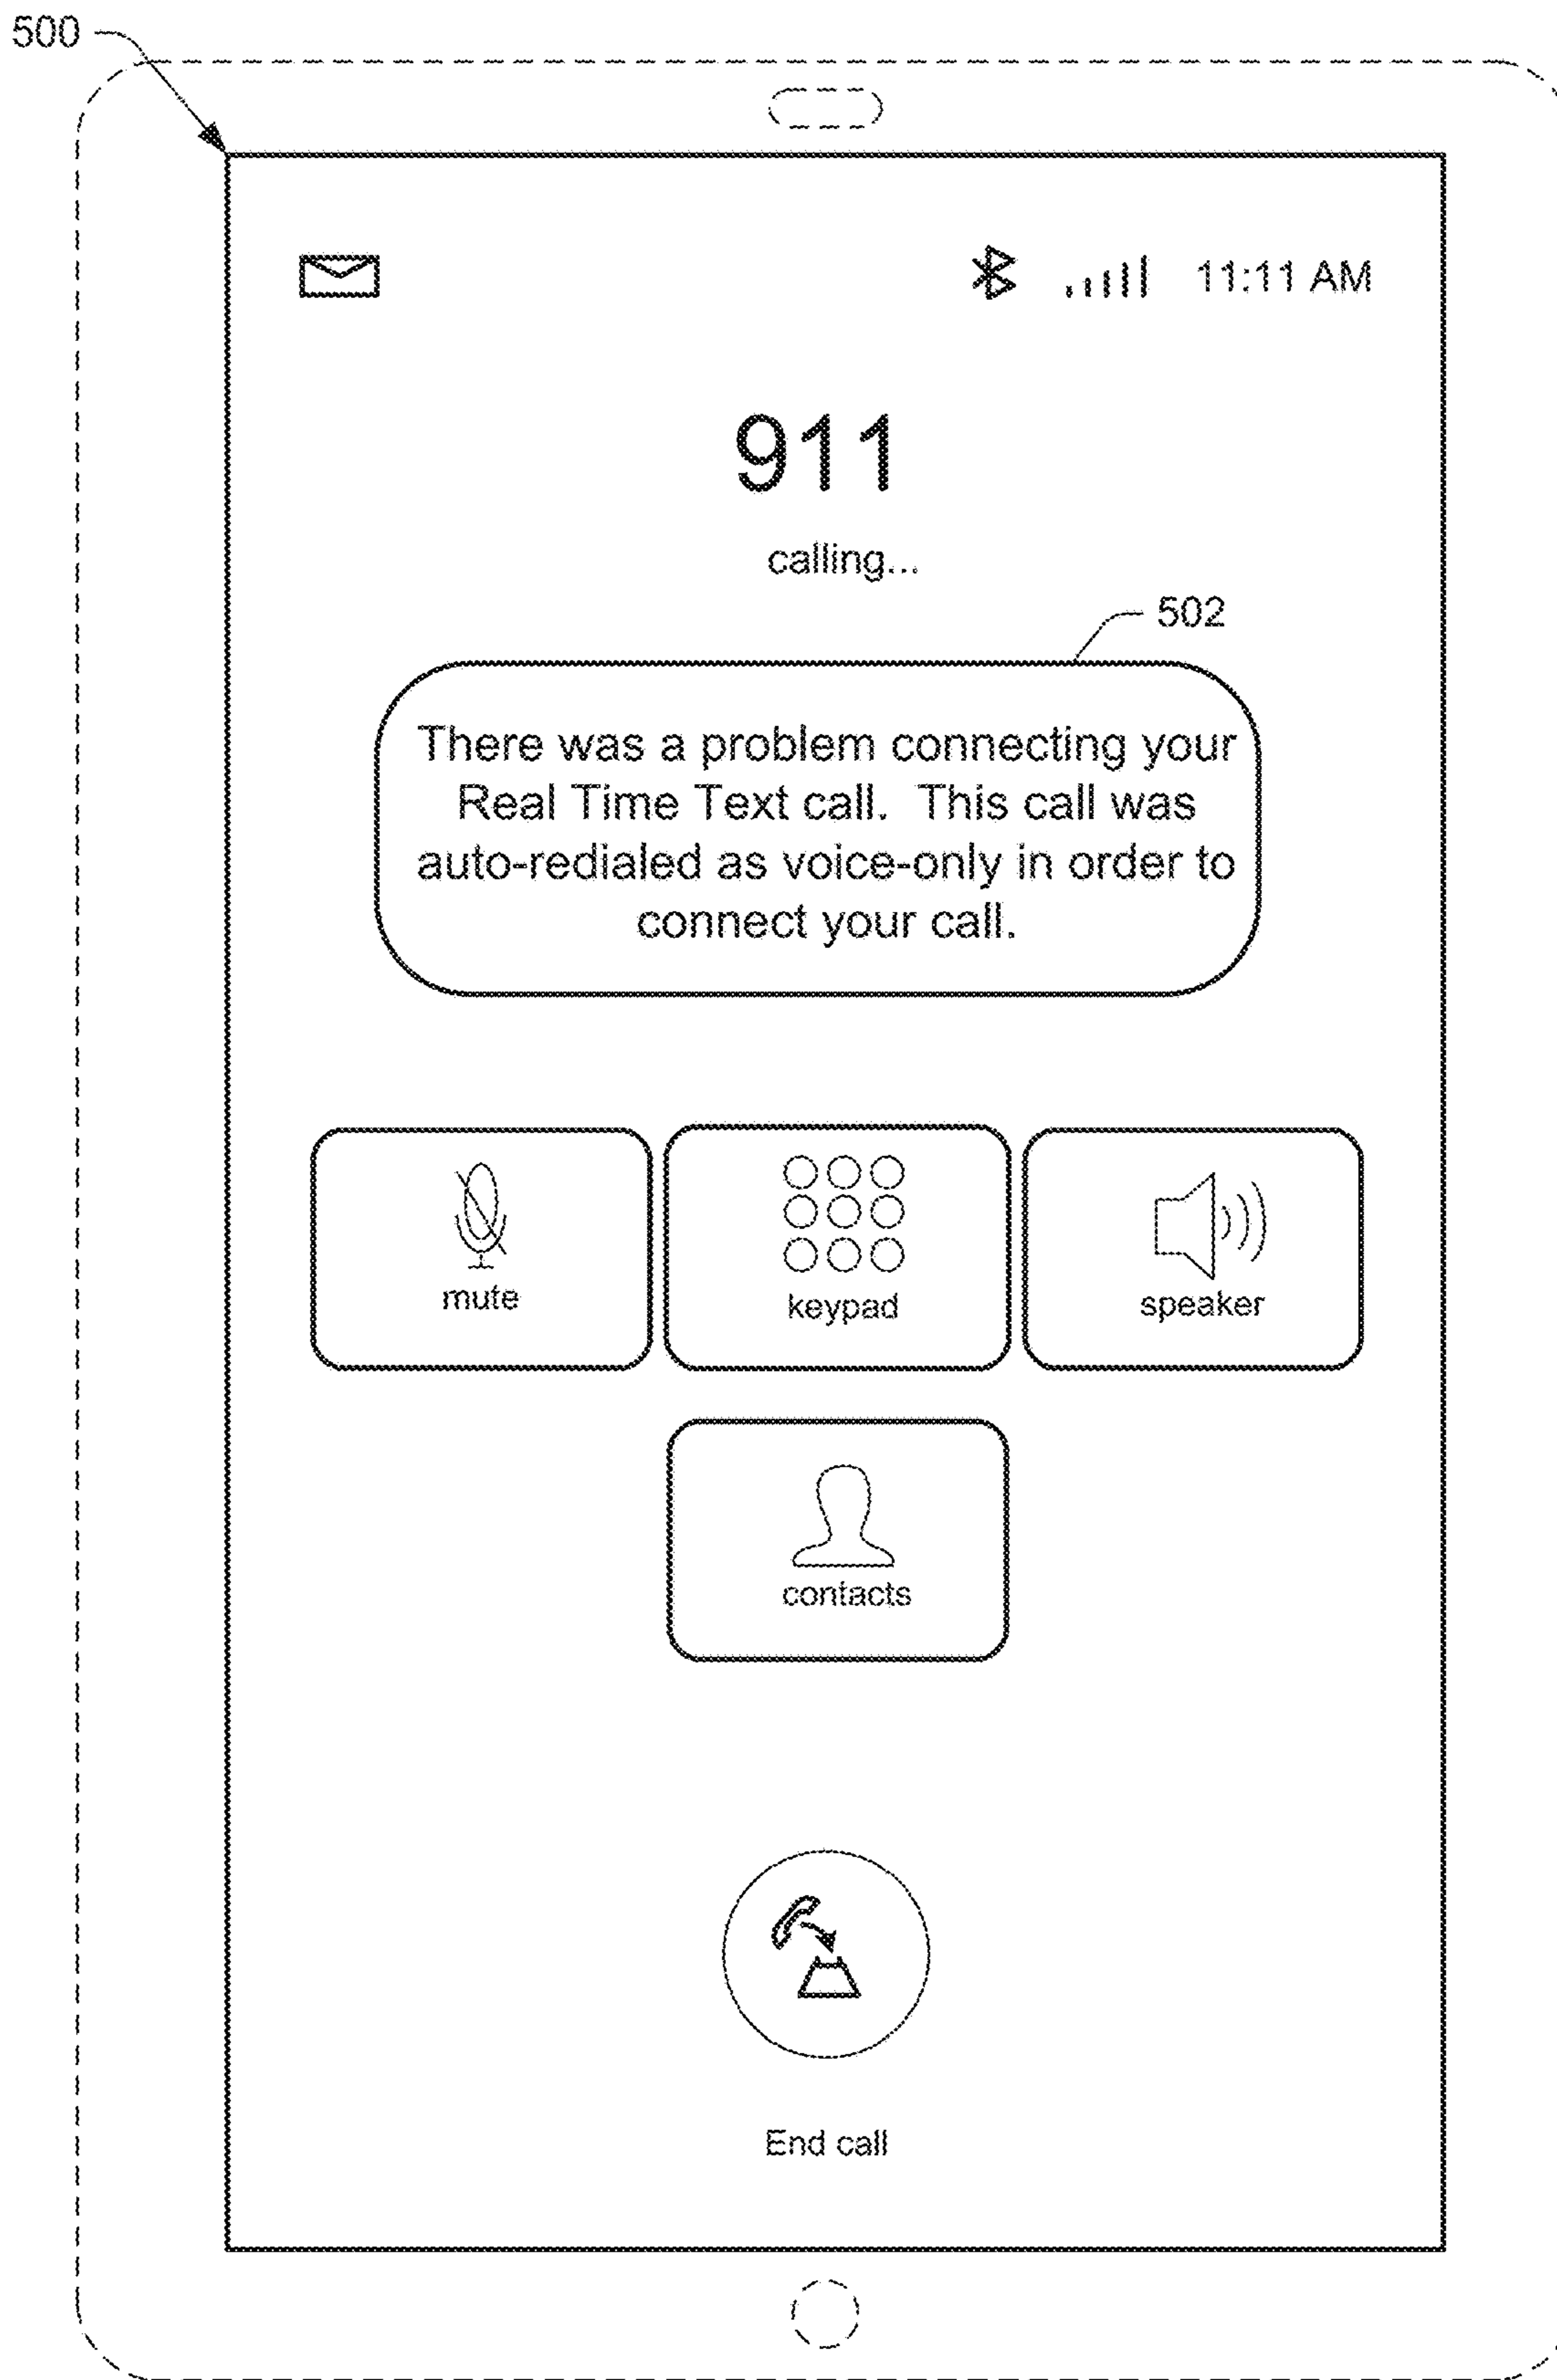 500
11:11 AM
911
calling...
502
There was a problem connecting your
Real Time Text call.  This call was
auto-redialed as voice-only in order to
connect your call.
mute
keypad
speaker
contacts
End call